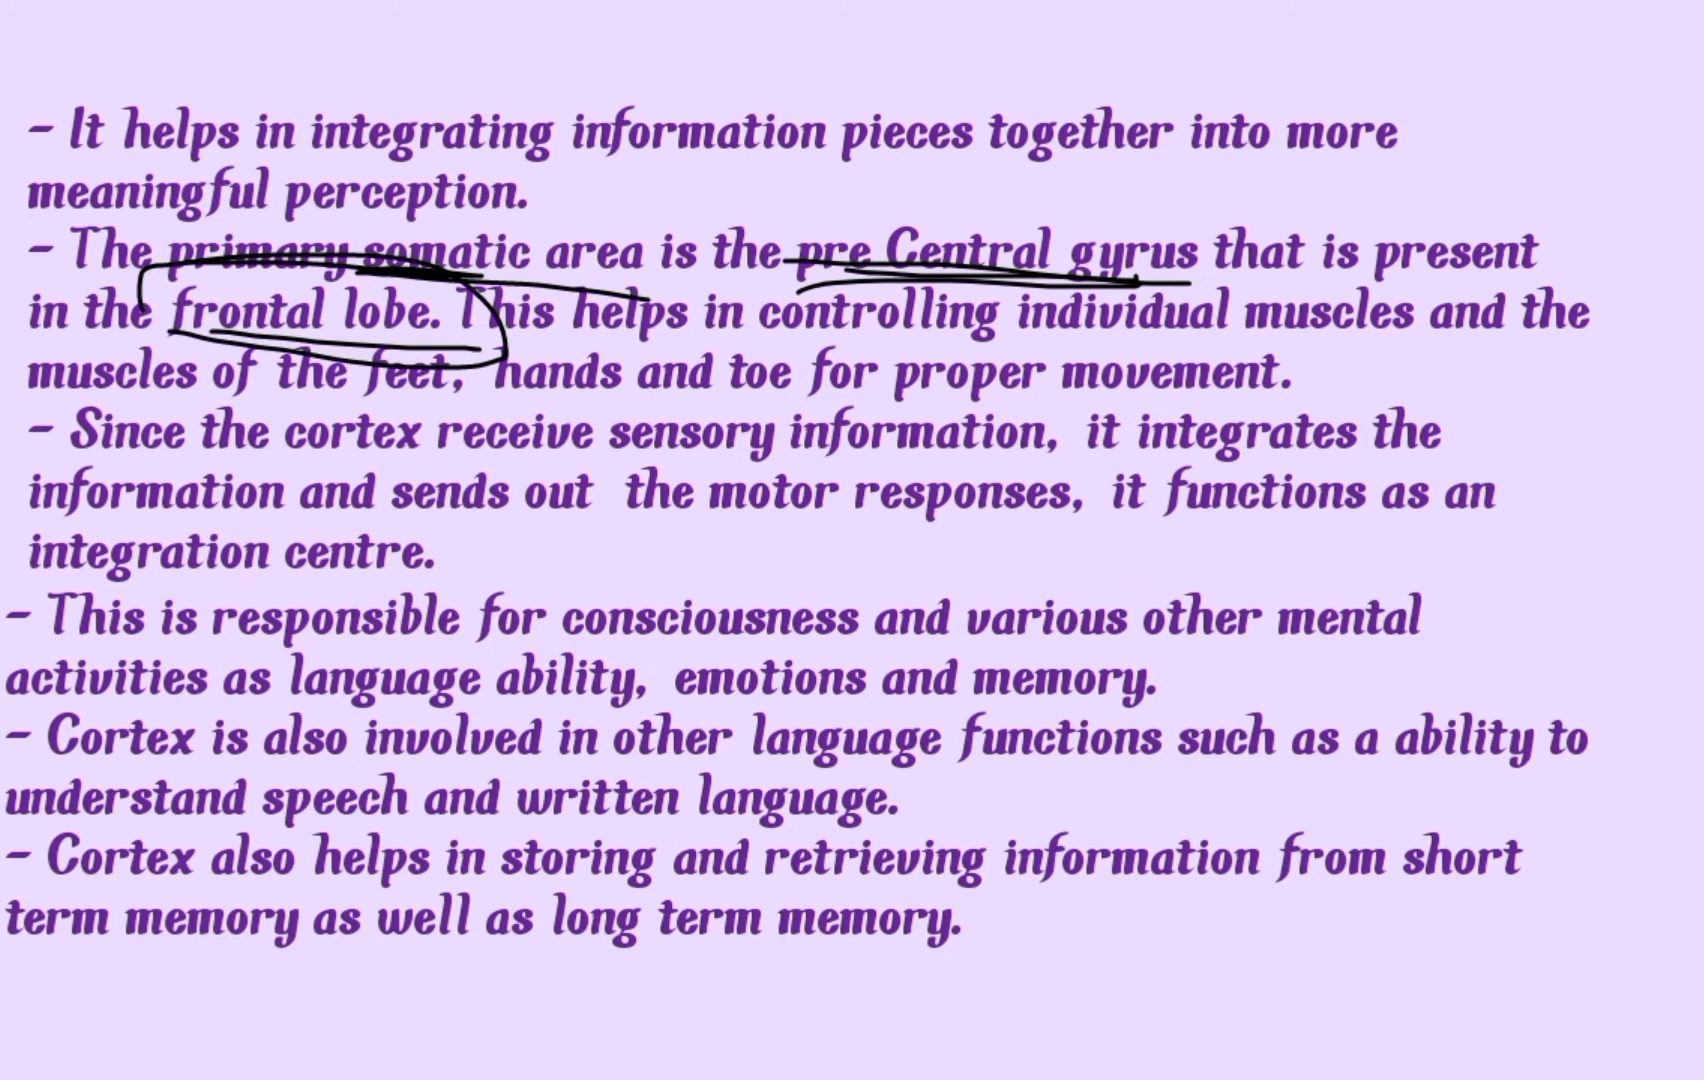 - It helps in integrating information pieces together into more
meaningful perception.
- The primary somatic area is the pre Central gyrus that is present
in the frontal lobe. This helps in controlling individual muscles and the
muscles of the feet, hands and toe for proper movement.
- Since the cortex receive sensory information, it integrates the
information and sends out the motor responses, it functions as an
integration centre.
- This is responsible for consciousness and various other mental
activities as language ability, emotions and memory.
- Cortex is also involved in other language functions such as a ability to
understand speech and written language.
- Cortex also helps in storing and retrieving information from short
term memory as well as long term memory.